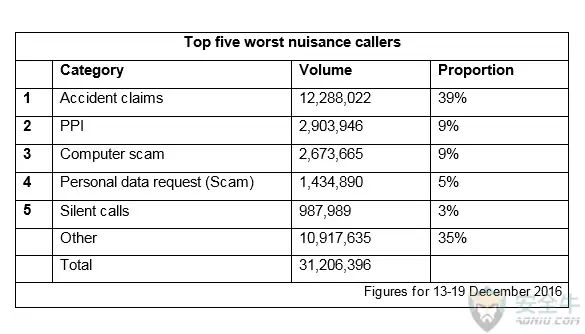 Top five worst nuisance callers
Category Volume Proportion
1 Accident claims 12,288,022 39%
2 PPI 2,903,946 9%
3 Computer scam 2,673,665 9%
4 Personal data request (Scam) 1,434,890 5%
5 Silent calls 987,989 3%
Other 10,917,635 35%
Total 31,206,396
Figures for 13-19 December 2016
安全牛
AQNIU.COM